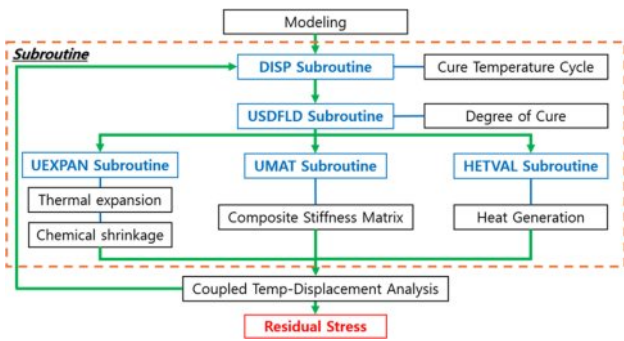 Modeling
Subroutine
DISP Subroutine
Cure Temperature Cycle
USDFLD Subroutine
Degree of Cure
UEXPAN Subroutine
UMAT Subroutine
HETVAL Subroutine
Thermal expansion
Composite Stiffness Matrix
Heat Generation
Chemical shrinkage
Coupled Temp-Displacement Analysis
Residual Stress